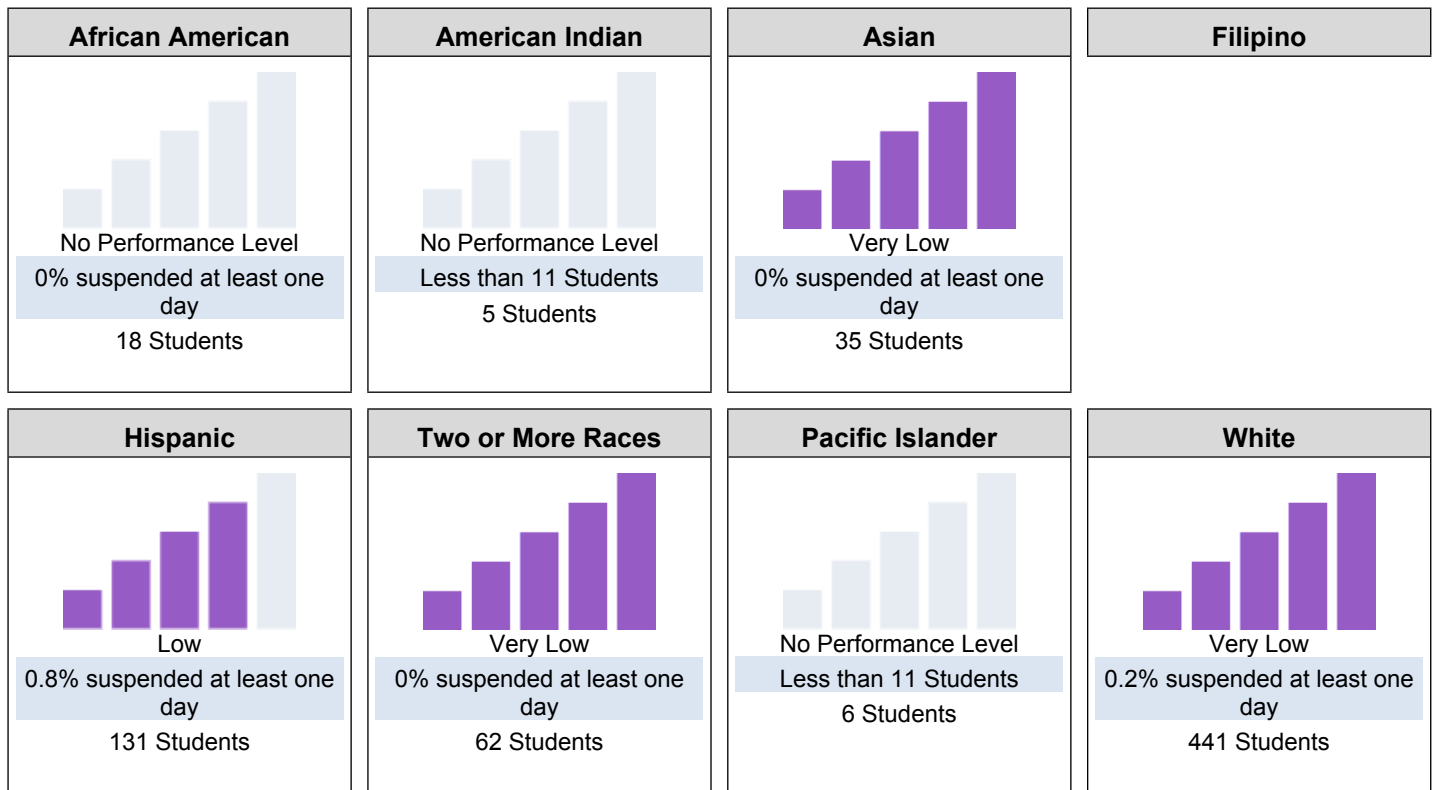 African American
No Performance Level
0% suspended at least one
day
18 Students
American Indian
No Performance Level
Less than 11 Students
5 Students
Asian
Very Low
0% suspended at least one
day
35 Students
Filipino
Hispanic
Low
0.8% suspended at least one
day
131 Students
Two or More Races
Very Low
0% suspended at least one
day
62 Students
Pacific Islander
No Performance Level
Less than 11 Students
6 Students
White
Very Low
0.2% suspended at least one
day
441 Students